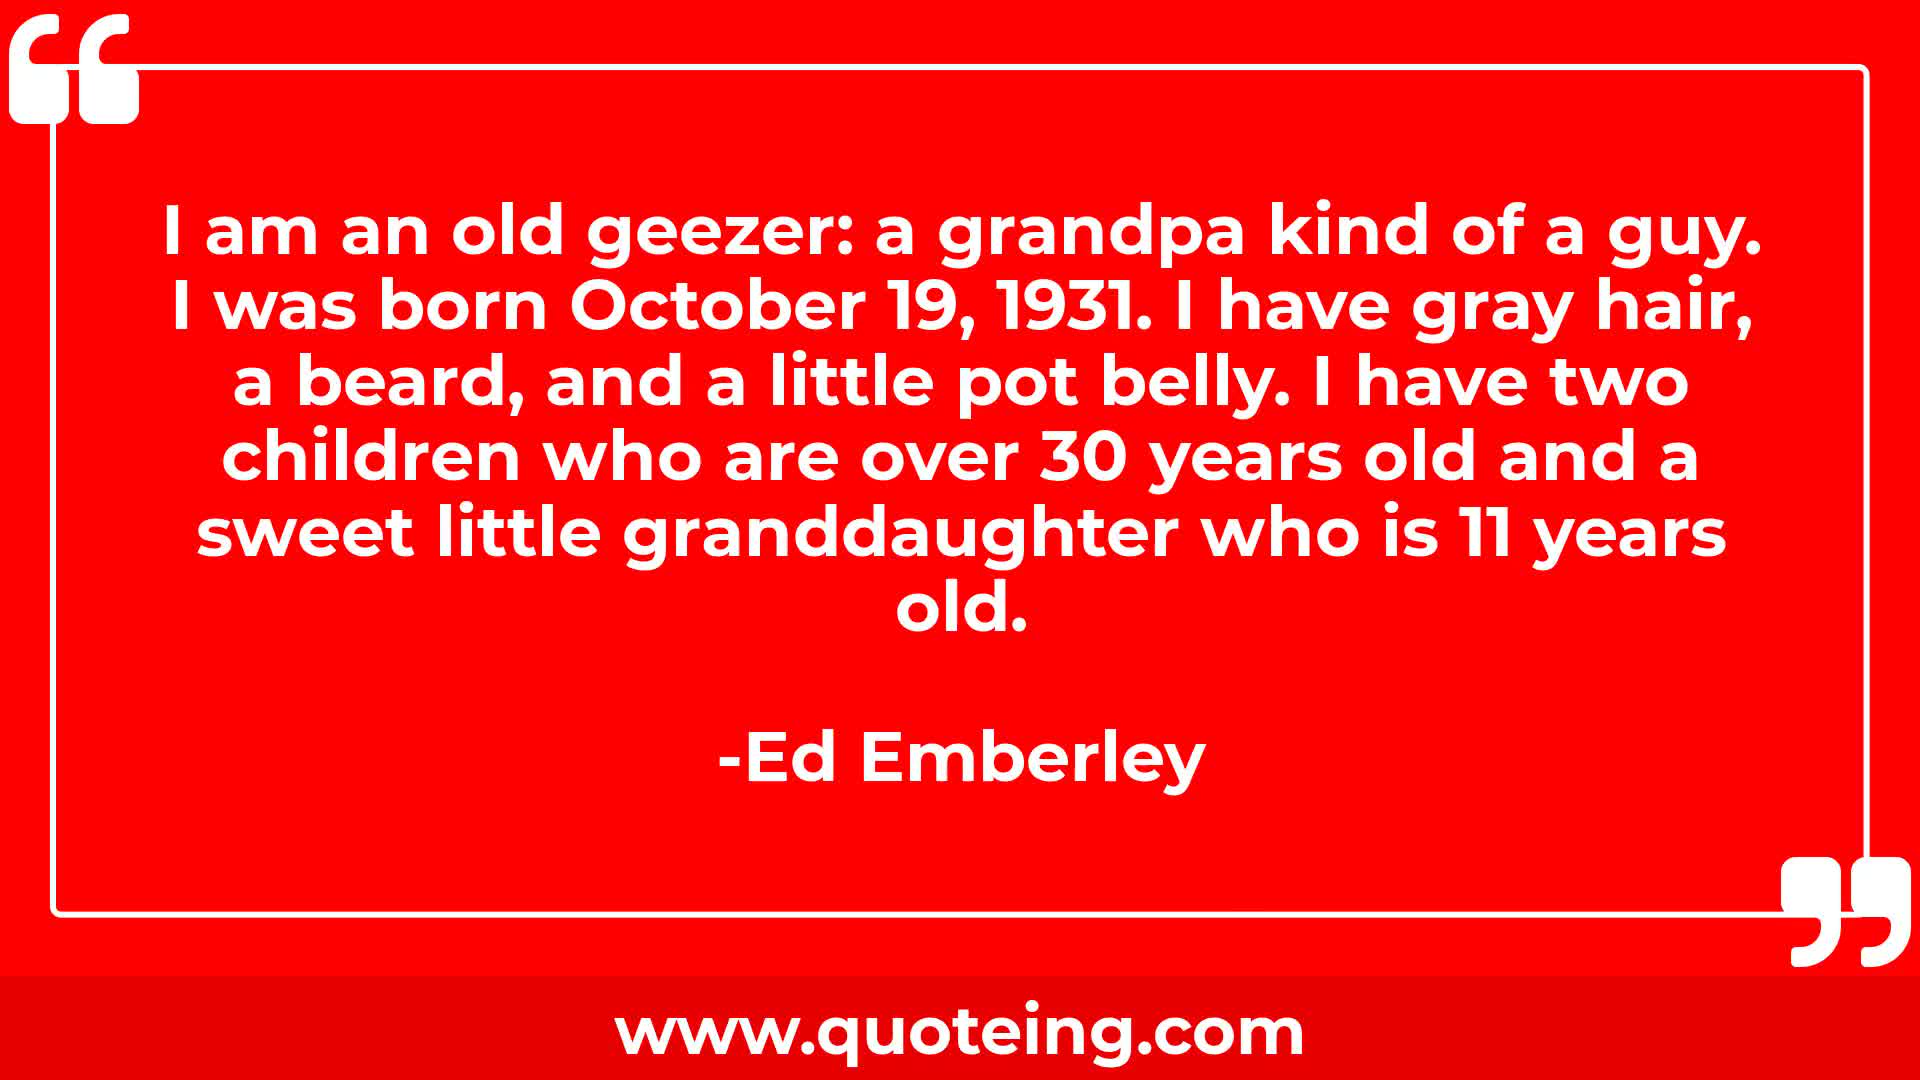 I am an old geezer: a grandpa kind of a guy.
I was born October 19, 1931. I have gray hair,
a beard, and a little pot belly. I have two
children who are over 30 years old and a
sweet little granddaughter who is 11 years
old.
-Ed Emberley
www.quoteing.com